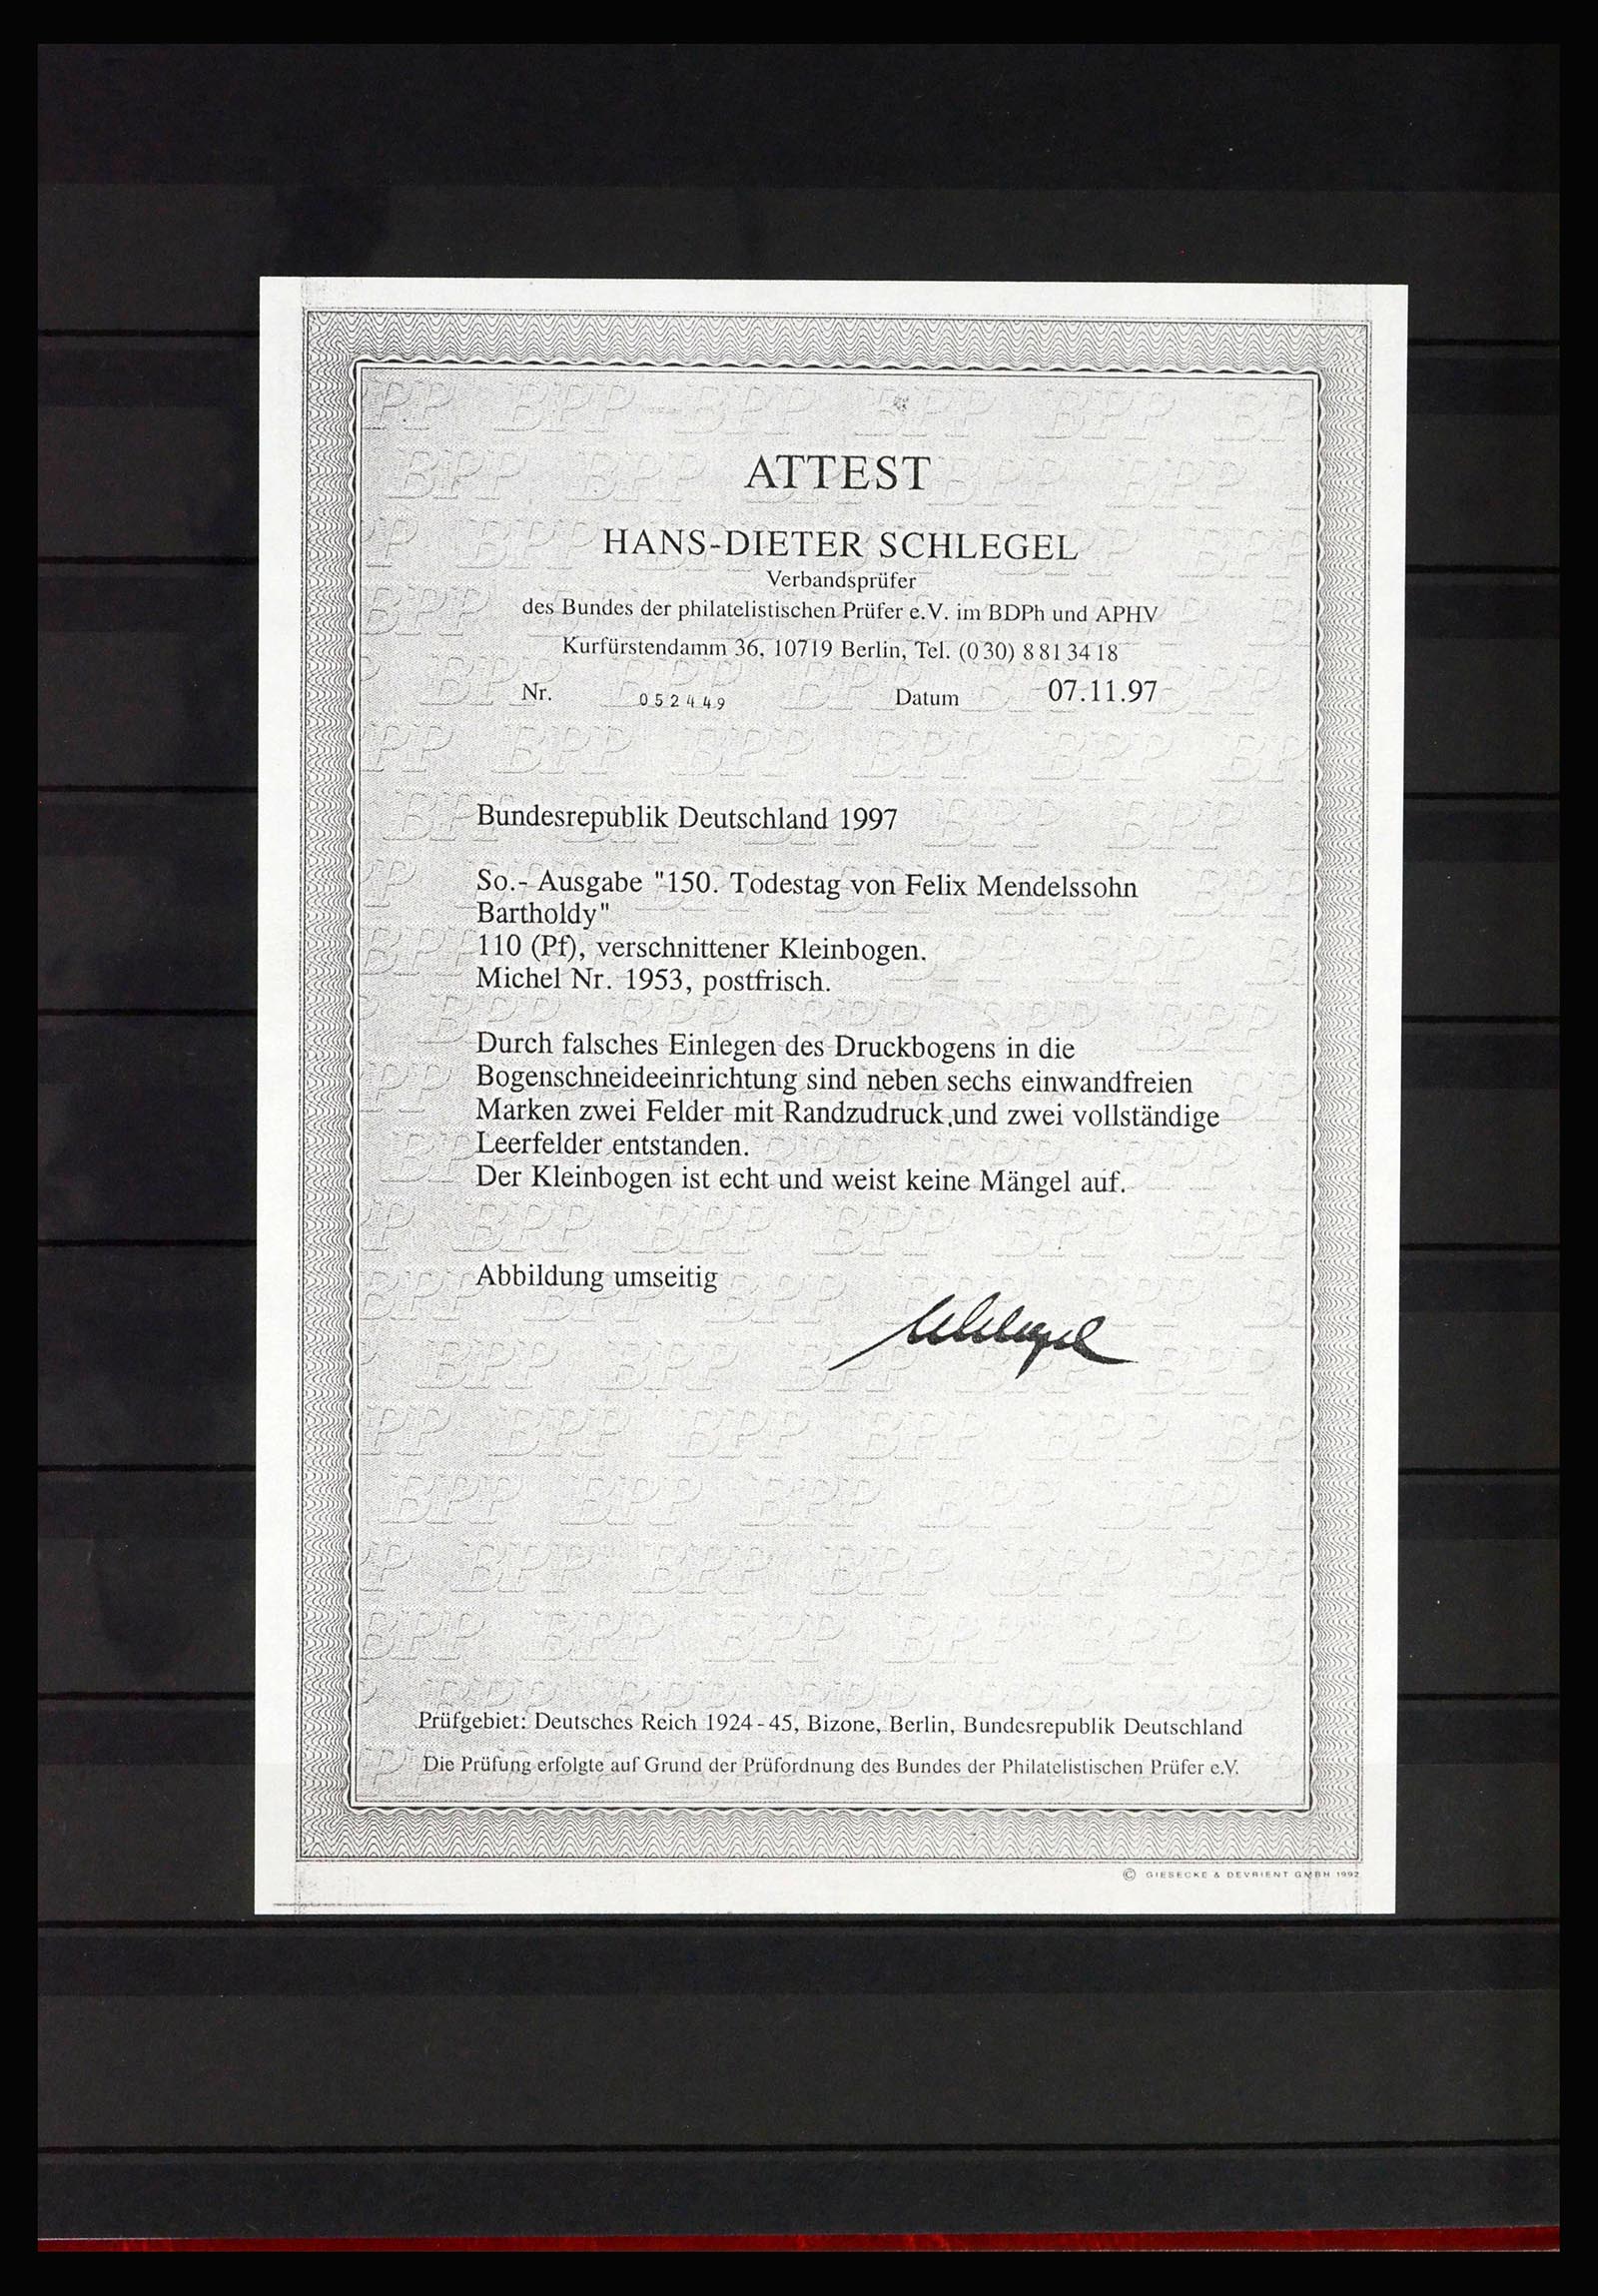 ATTEST
HANS-DIETER SCHLEGEL
Verbandsprüfer
des Bundes der philatelistischen Prüfer e.V. im BDPh und APHV
Kurfürstendamm 36, 10719 Berlin, Tel. (0 30) 8 81 34 18
Nr. 052449 Datum 07.11.97
Bundesrepublik Deutschland 1997
So.- Ausgabe "150. Todestag von Felix Mendelssohn
Bartholdy"
110 (Pf), verschnittener Kleinbogen.
Michel Nr. 1953, postfrisch.
Durch falsches Einlegen des Druckbogens in die
Bogenschneideeinrichtung sind neben sechs einwandfreien
Marken zwei Felder mit Randzudruck und zwei vollständige
Leerfelder entstanden.
Der Kleinbogen ist echt und weist keine Mängel auf.
Abbildung umseitig
Schlegel
Prüfgebiet: Deutsches Reich 1924-45, Bizone, Berlin, Bundesrepublik Deutschland
Die Prüfung erfolgte auf Grund der Prüfordnung des Bundes der Philatelistischen Prüfer e.V.
© GIESECKE & DEVRIENT GMBH 1992